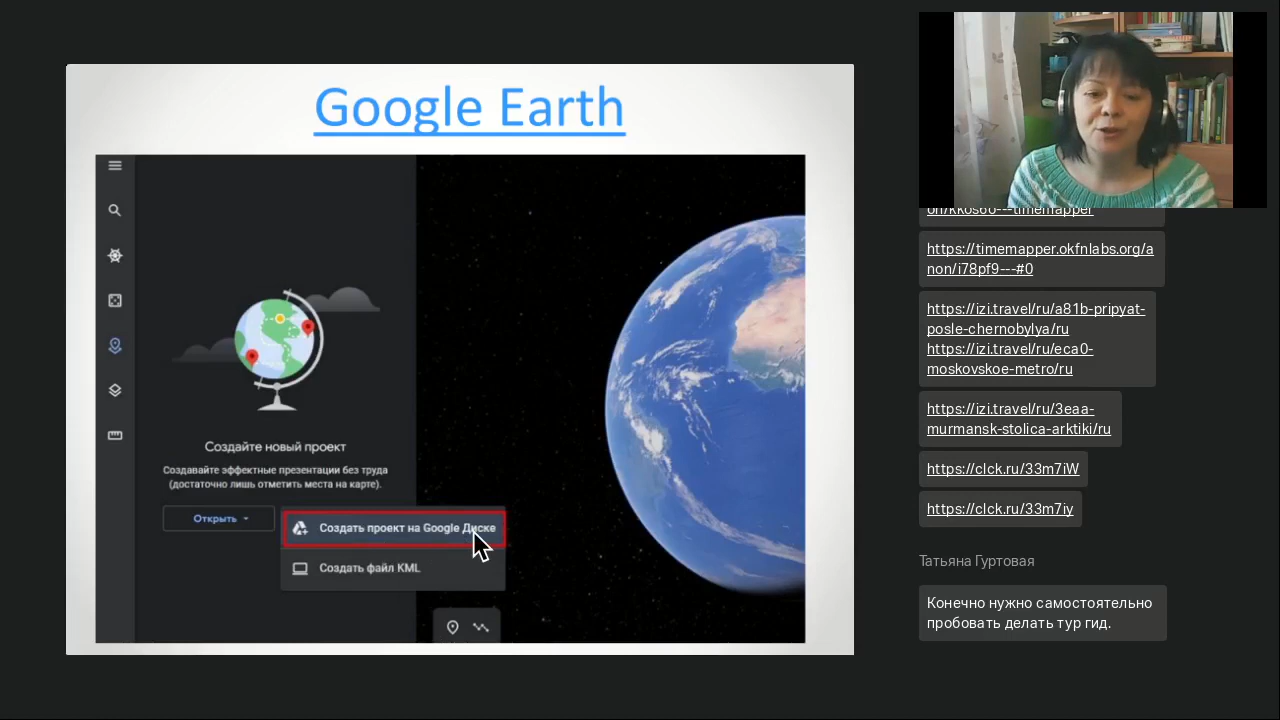 Google Earth
Создайте новый проект
Создавайте эффектные презентации без труда
(достаточно лишь отметить места на карте).
Открыть
Создать проект на Google Диске
Создать файл KML
on/kkos60---timemapper
https://timemapper.okfnlabs.org/a
non/i78pf9---#0
https://izi.travel/ru/a81b-pripyat-
posle-chernobylya/ru
https://izi.travel/ru/eca0-
moskovskoe-metro/ru
https://izi.travel/ru/3eaa-
murmansk-stolica-arktiki/ru
https://clck.ru/33m7iW
https://clck.ru/33m7iy
Татьяна Гуртовая
Конечно нужно самостоятельно
пробовать делать тур гид.